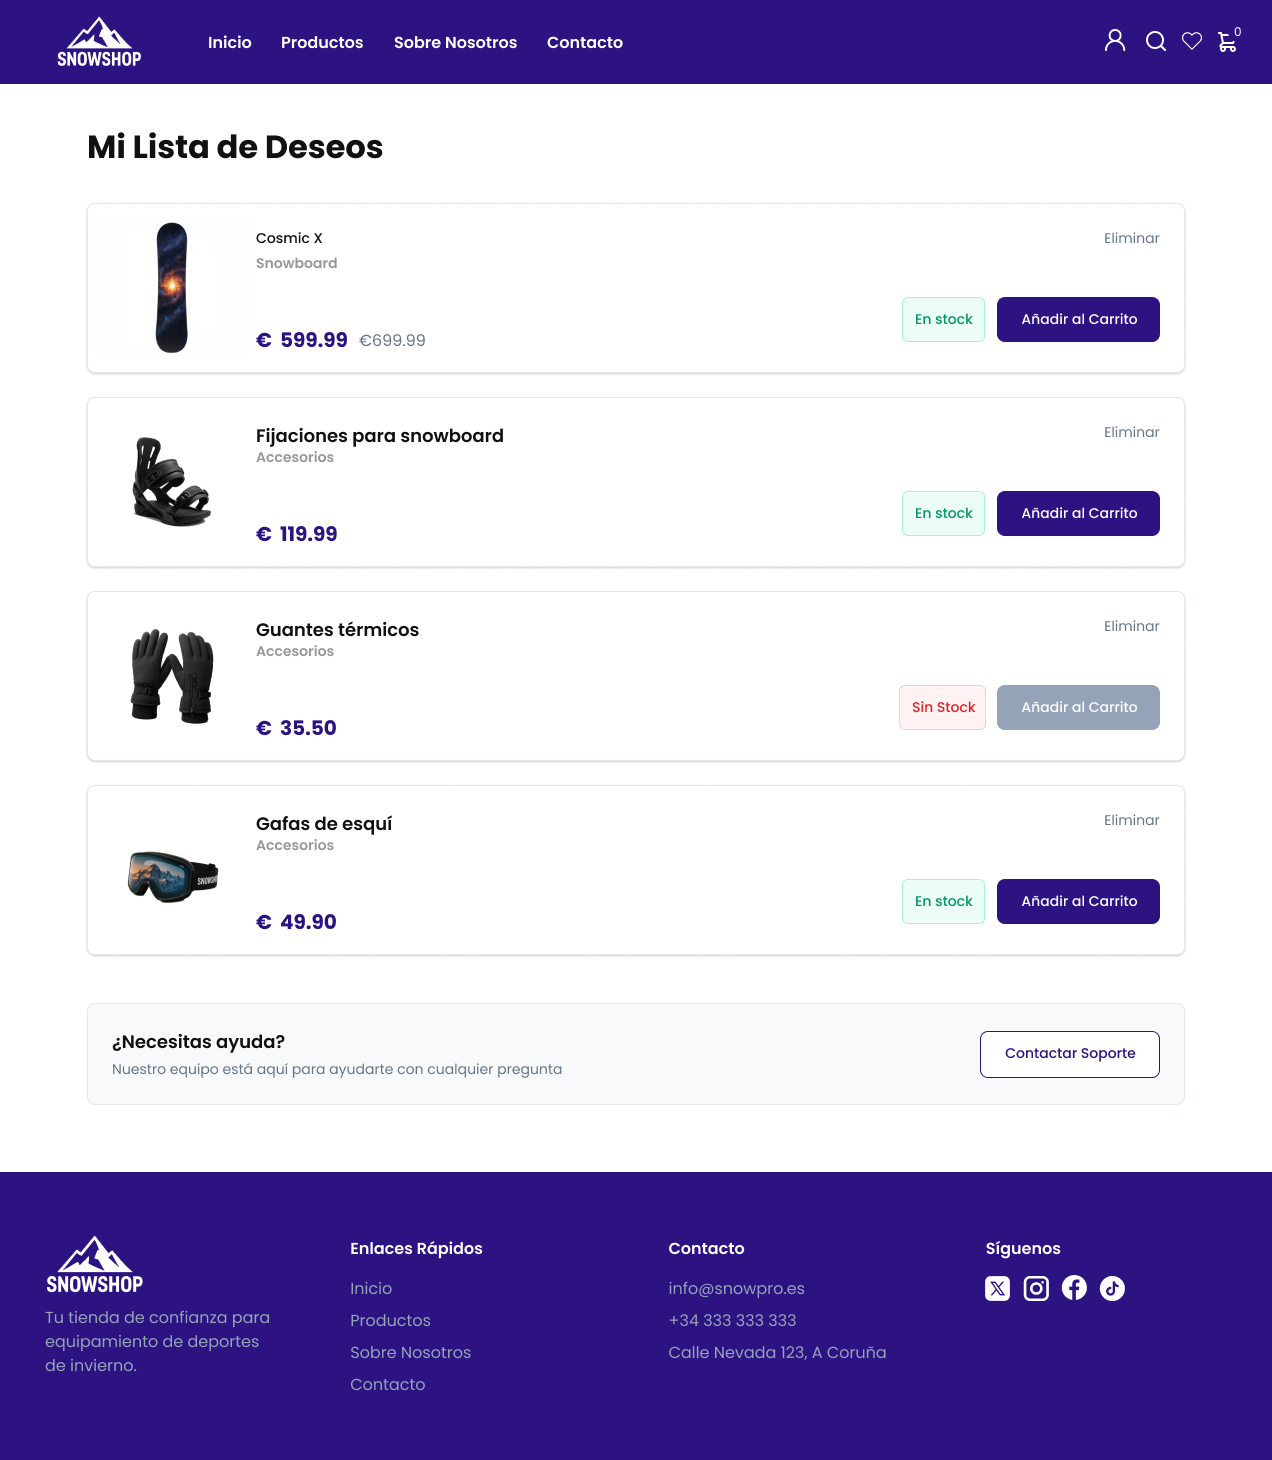 SNOWSHOP
Inicio
Productos
Sobre Nosotros
Contacto
0
Mi Lista de Deseos
Cosmic X
Eliminar
Snowboard
En stock
Añadir al Carrito
€ 599.99 €699.99
Fijaciones para snowboard
Eliminar
Accesorios
En stock
Añadir al Carrito
€ 119.99
Guantes térmicos
Eliminar
Accesorios
Sin Stock
Añadir al Carrito
€ 35.50
Gafas de esquí
Eliminar
Accesorios
En stock
Añadir al Carrito
€ 49.90
¿Necesitas ayuda?
Nuestro equipo está aquí para ayudarte con cualquier pregunta
Contactar Soporte
SNOWSHOP
Tu tienda de confianza para
equipamiento de deportes
de invierno.
Enlaces Rápidos
Inicio
Productos
Sobre Nosotros
Contacto
Contacto
info@snowpro.es
+34 333 333 333
Calle Nevada 123, A Coruña
Síguenos